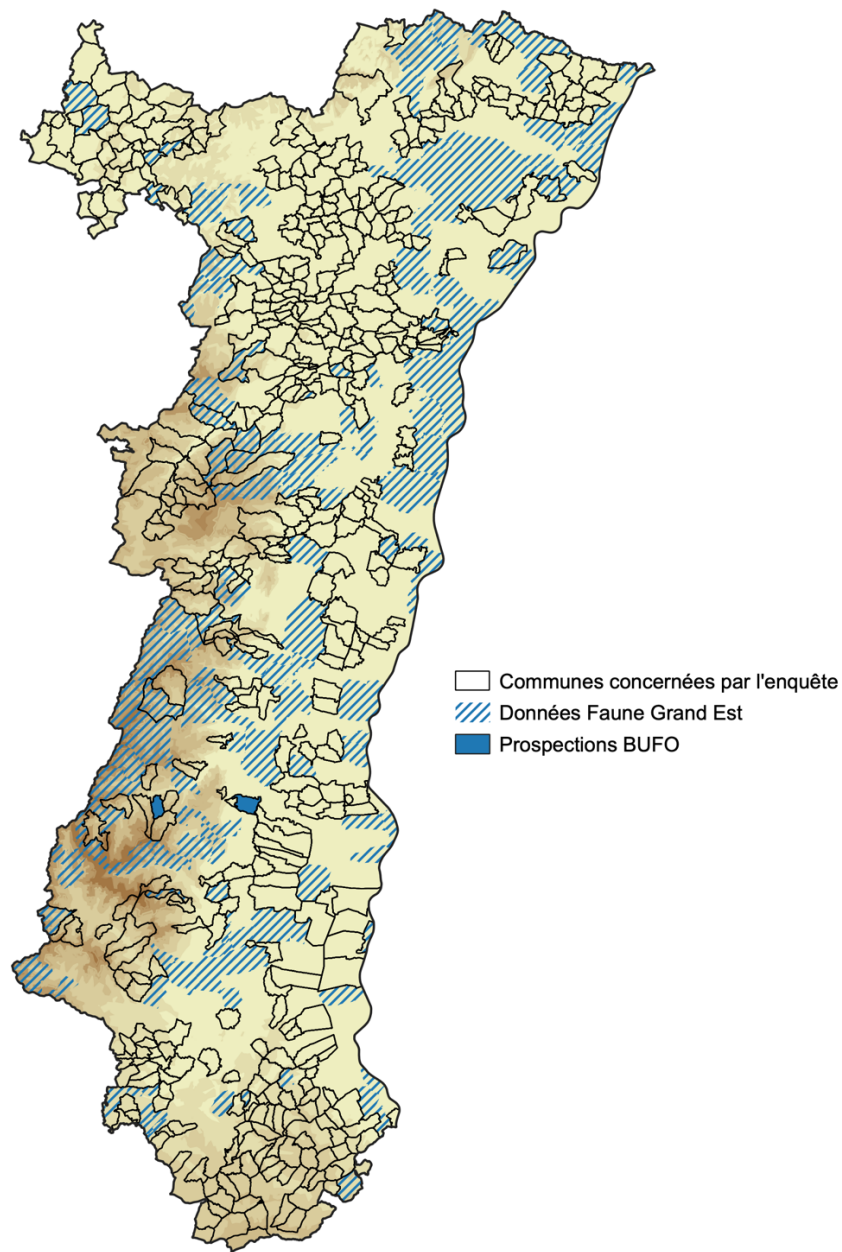 Communes concernées par l'enquête
Données Faune Grand Est
Prospections BUFO